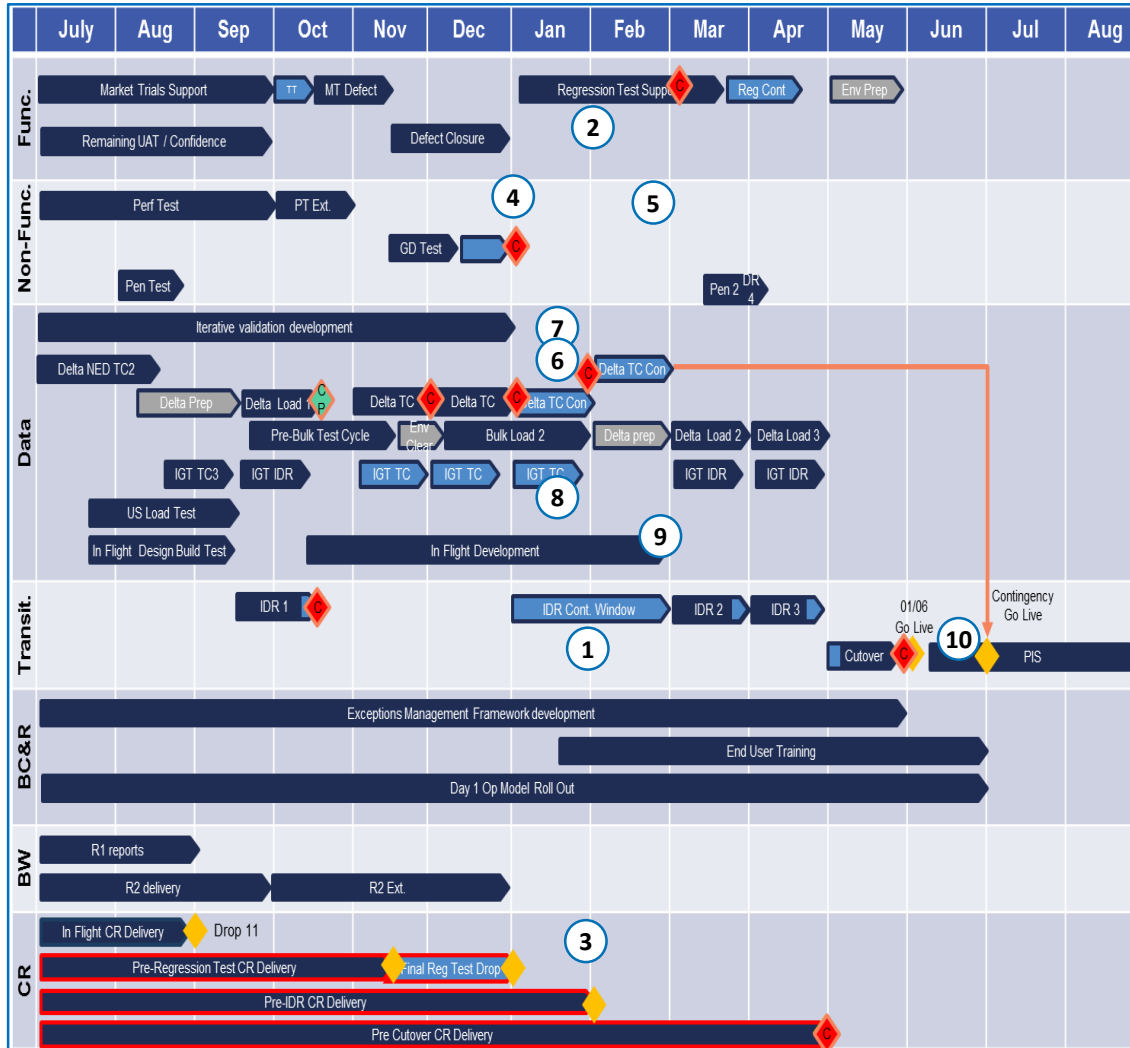 July Aug Sep Oct Nov Dec Jan Feb Mar Apr May Jun Jul Aug
Func.
Market Trials Support
TT
MT Defect
Regression Test Suppo
C
Reg Cont
Env Prep
2
Remaining UAT / Confidence
Defect Closure
Non-Func.
4
5
Perf Test
PT Ext.
GD Test
C
Pen Test
Pen 2
DR
4
Data
Iterative validation development
7
6
Delta NED TC2
C
Delta TC Con
Delta Prep
Delta Load 1
C
P
Delta TC
C
Delta TC
C
Delta TC Con
Pre-Bulk Test Cycle
Env
Clear
Bulk Load 2
Delta prep
Delta Load 2
Delta Load 3
IGT TC3
IGT IDR
IGT TC
IGT TC
IGT TC
IGT IDR
IGT IDR
8
US Load Test
In Flight Design Build Test
In Flight Development
9
Transit.
IDR 1
C
IDR Cont. Window
IDR 2
IDR 3
01/06
Go Live
Contingency
Go Live
1
Cutover
C
10
PIS
BC&R
Exceptions Management Framework development
End User Training
Day 1 Op Model Roll Out
BW
R1 reports
R2 delivery
R2 Ext.
CR
In Flight CR Delivery
Drop 11
3
Pre-Regression Test CR Delivery
Final Reg Test Drop
Pre-IDR CR Delivery
Pre Cutover CR Delivery
C